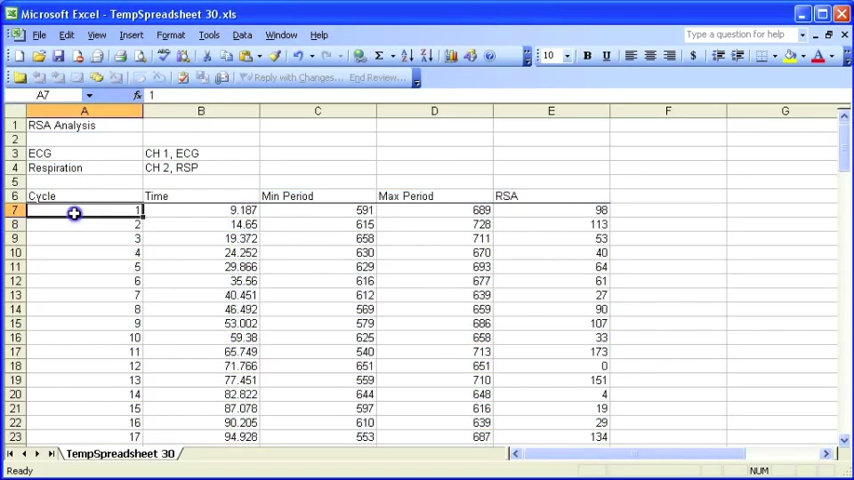 Microsoft Excel - TempSpreadsheet 30.xls
File Edit View Insert Format Tools Data Window Help Type a question for help
10 B U $
Reply with Changes... End Review...
A7 fx 1
A B C D E F G
1 RSA Analysis
2
3 ECG CH 1, ECG
4 Respiration CH 2, RSP
5
6 Cycle Time Min Period Max Period RSA
7 1 9.187 591 689 98
8 2 14.65 615 728 113
9 3 19.372 658 711 53
10 4 24.252 630 670 40
11 5 29.866 629 693 64
12 6 35.56 616 677 61
13 7 40.451 612 639 27
14 8 46.492 569 659 90
15 9 53.002 579 686 107
16 10 59.38 625 658 33
17 11 65.749 540 713 173
18 12 71.766 651 651 0
19 13 77.451 559 710 151
20 14 82.822 644 648 4
21 15 87.078 597 616 19
22 16 90.205 610 639 29
23 17 94.928 553 687 134
TempSpreadsheet 30
Ready NUM